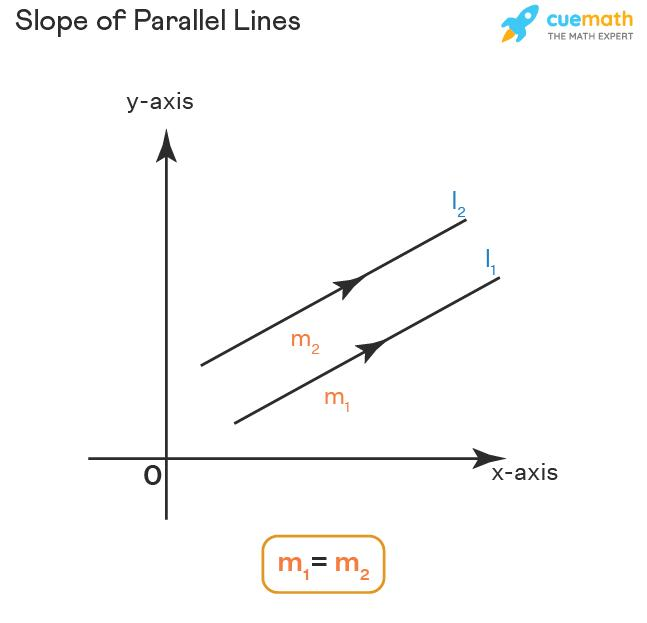 Slope of Parallel Lines
cuemath
THE MATH EXPERT
y-axis
l₂
l₁
m₂
m₁
0
x-axis
m₁= m₂